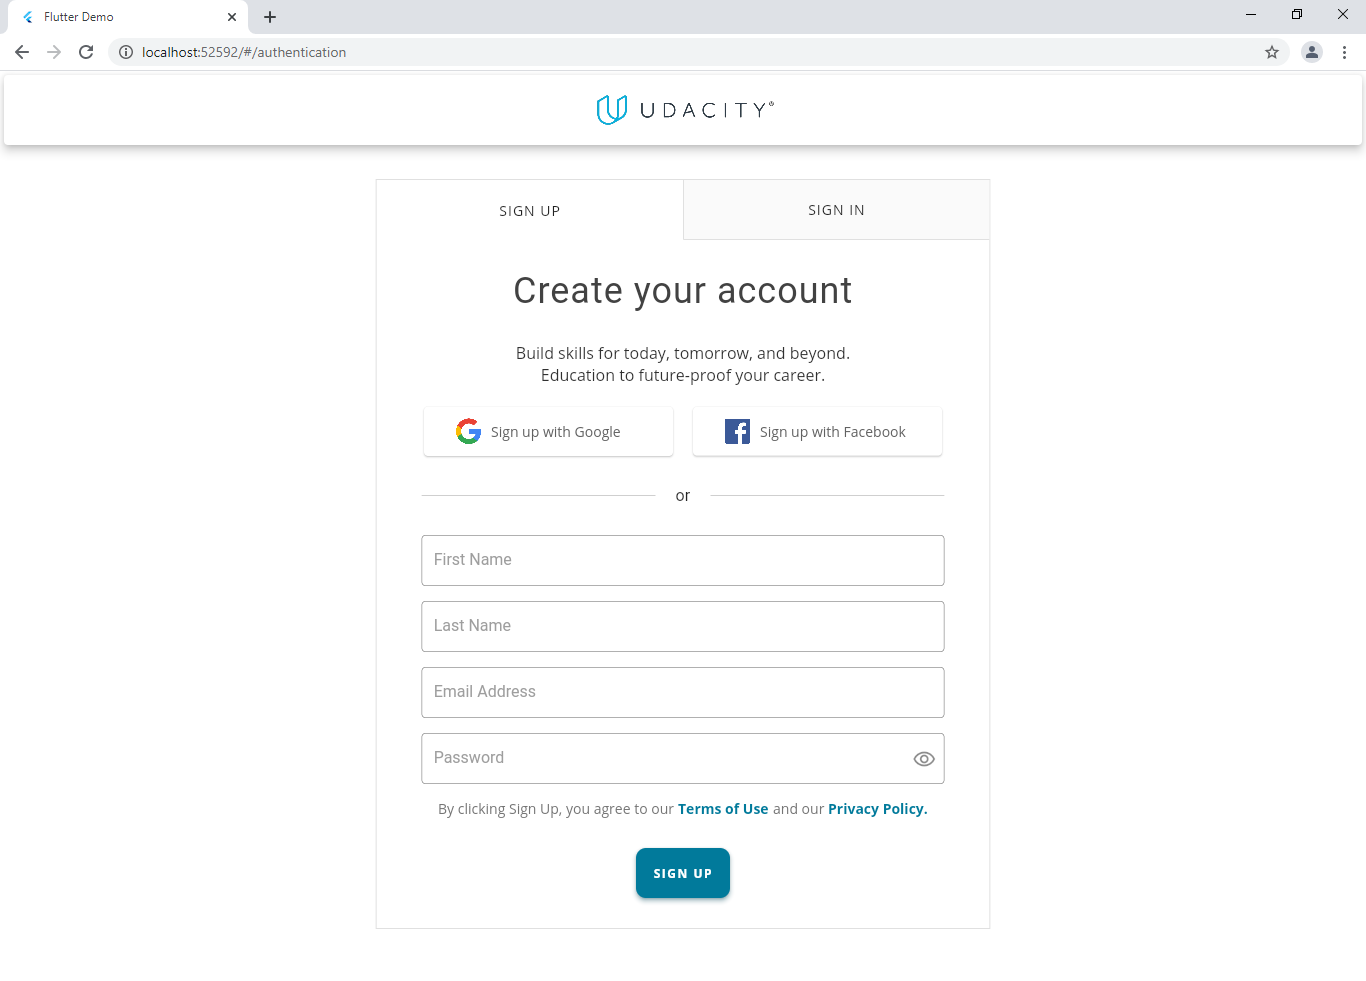 Flutter Demo
localhost:52592/#/authentication
UDACITY®
SIGN UP
SIGN IN
Create your account
Build skills for today, tomorrow, and beyond.
Education to future-proof your career.
Sign up with Google
Sign up with Facebook
or
First Name
Last Name
Email Address
Password
By clicking Sign Up, you agree to our Terms of Use and our Privacy Policy.
SIGN UP